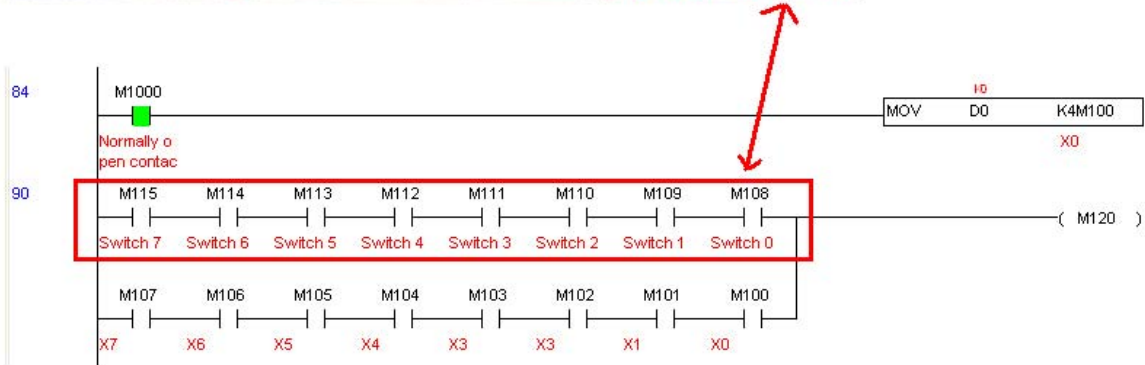 84 M1000
MOV D0 K4M100
Normally o
pen contac
X0
90 M115 M114 M113 M112 M111 M110 M109 M108
( M120 )
Switch 7 Switch 6 Switch 5 Switch 4 Switch 3 Switch 2 Switch 1 Switch 0
M107 M106 M105 M104 M103 M102 M101 M100
X7 X6 X5 X4 X3 X3 X1 X0